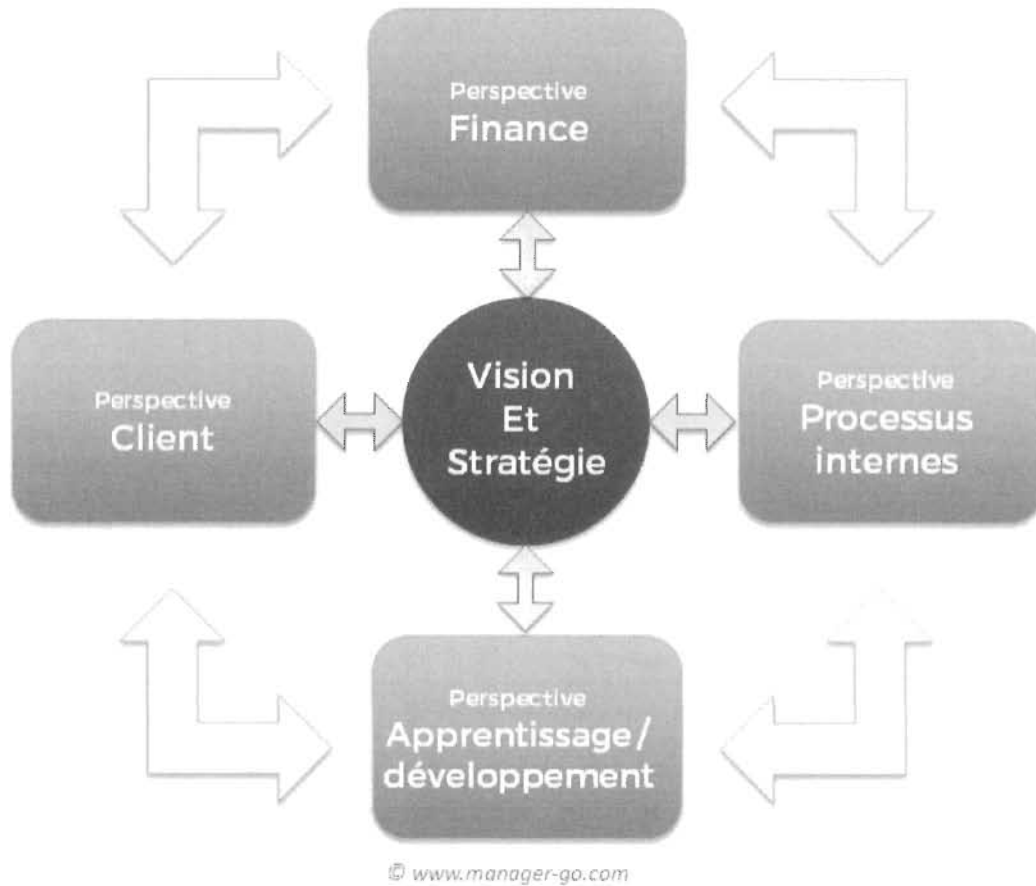 Perspective
Finance
Perspective
Client
Vision
Et
Stratégie
Perspective
Processus
internes
Perspective
Apprentissage/
développement
© www.manager-go.com